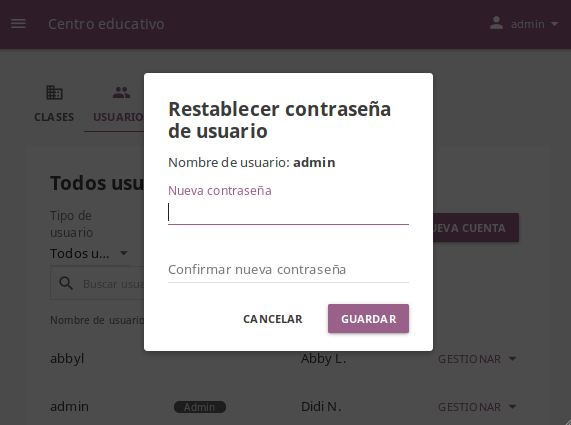 Centro educativo
admin
CLASES
USUARIO
Restablecer contraseña
de usuario
Nombre de usuario: admin
Nueva contraseña
Confirmar nueva contraseña
CANCELAR
GUARDAR
Todos usu
Tipo de
usuario
Todos u...
UEVA CUENTA
Buscar usua
Nombre de usuario
abbyl
Abby L.
GESTIONAR
admin
Admin
Didi N.
GESTIONAR